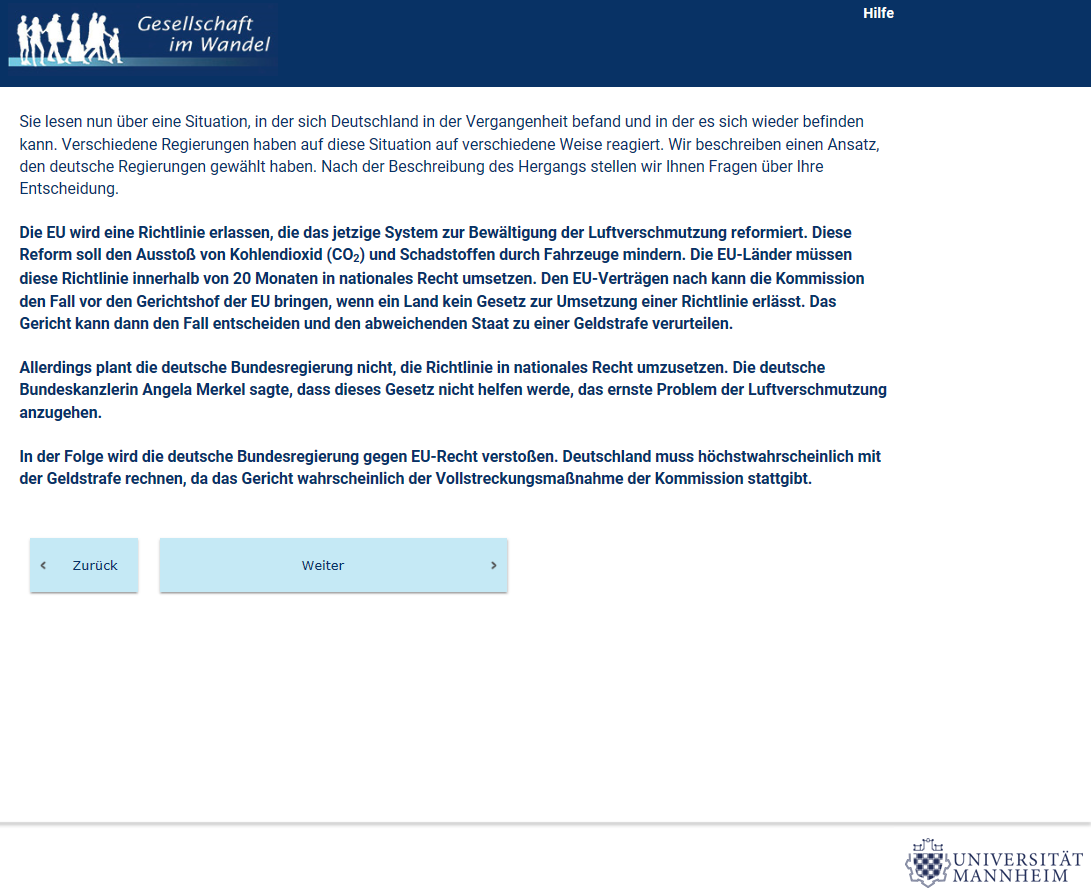 Gesellschaft
im Wandel
Hilfe
Sie lesen nun über eine Situation, in der sich Deutschland in der Vergangenheit befand und in der es sich wieder befinden
kann. Verschiedene Regierungen haben auf diese Situation auf verschiedene Weise reagiert. Wir beschreiben einen Ansatz,
den deutsche Regierungen gewählt haben. Nach der Beschreibung des Hergangs stellen wir Ihnen Fragen über Ihre
Entscheidung.
Die EU wird eine Richtlinie erlassen, die das jetzige System zur Bewältigung der Luftverschmutzung reformiert. Diese
Reform soll den Ausstoß von Kohlendioxid (CO₂) und Schadstoffen durch Fahrzeuge mindern. Die EU-Länder müssen
diese Richtlinie innerhalb von 20 Monaten in nationales Recht umsetzen. Den EU-Verträgen nach kann die Kommission
den Fall vor den Gerichtshof der EU bringen, wenn ein Land kein Gesetz zur Umsetzung einer Richtlinie erlässt. Das
Gericht kann dann den Fall entscheiden und den abweichenden Staat zu einer Geldstrafe verurteilen.
Allerdings plant die deutsche Bundesregierung nicht, die Richtlinie in nationales Recht umzusetzen. Die deutsche
Bundeskanzlerin Angela Merkel sagte, dass dieses Gesetz nicht helfen werde, das ernste Problem der Luftverschmutzung
anzugehen.
In der Folge wird die deutsche Bundesregierung gegen EU-Recht verstoßen. Deutschland muss höchstwahrscheinlich mit
der Geldstrafe rechnen, da das Gericht wahrscheinlich der Vollstreckungsmaßnahme der Kommission stattgibt.
‹ Zurück
Weiter ›
UNIVERSITÄT
MANNHEIM